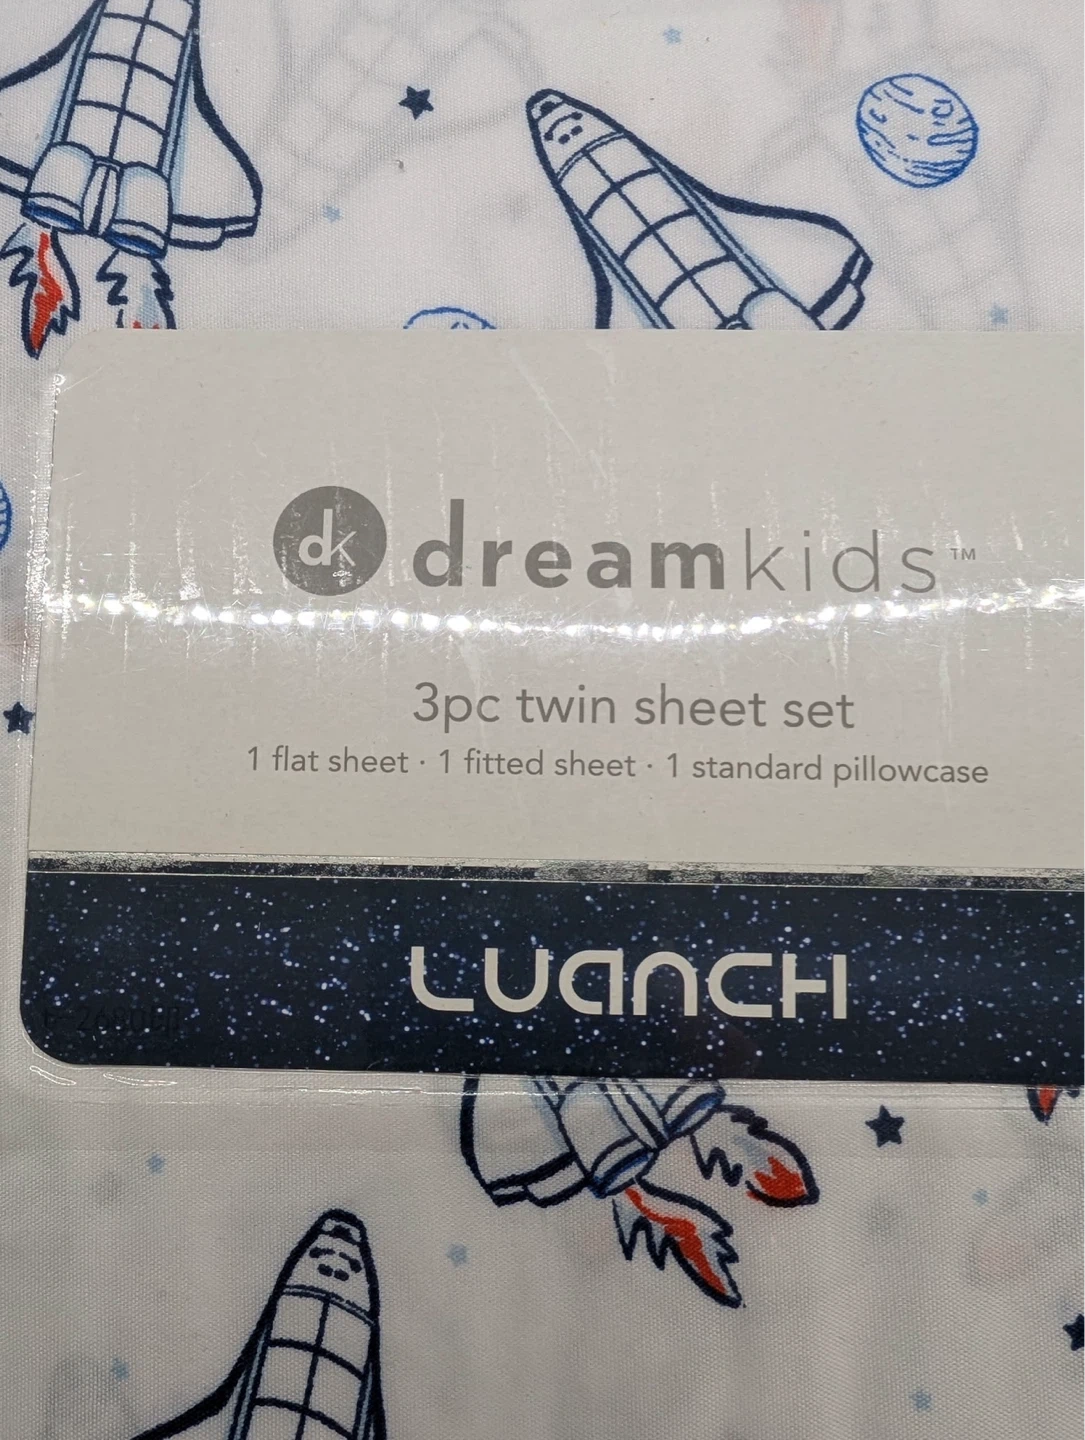 dk
dreamkids™
3pc twin sheet set
1 flat sheet · 1 fitted sheet · 1 standard pillowcase
LUANCH